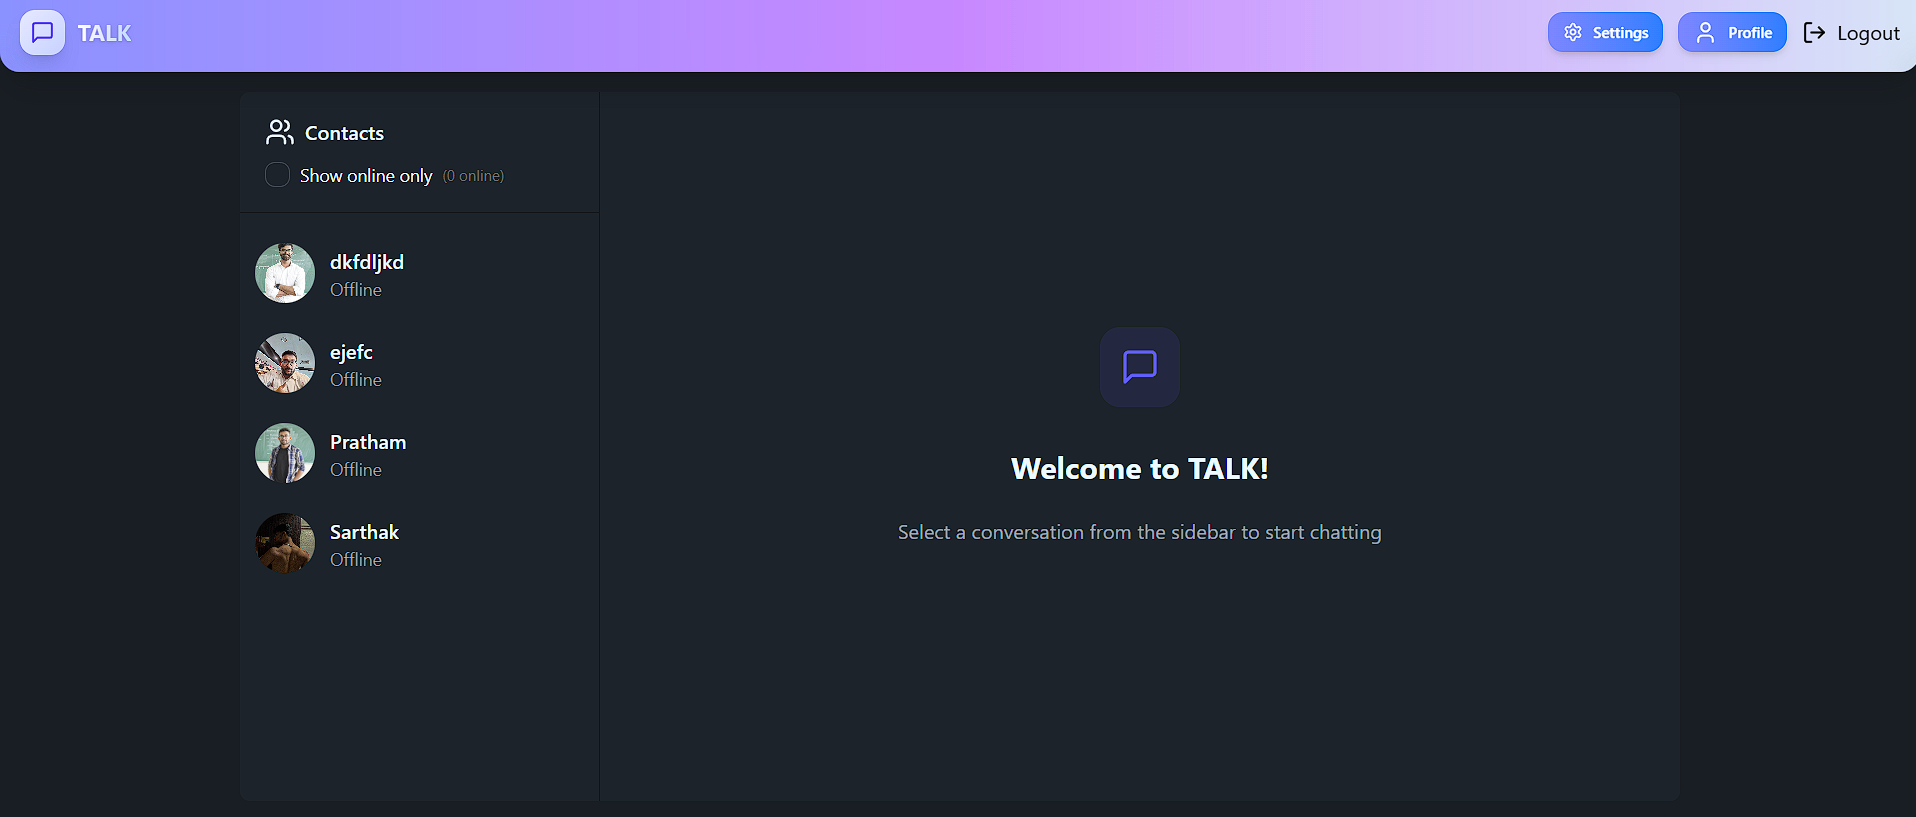 TALK
Settings
Profile
Logout
Contacts
Show online only (0 online)
dkfdljkd
Offline
ejefc
Offline
Pratham
Offline
Sarthak
Offline
Welcome to TALK!
Select a conversation from the sidebar to start chatting